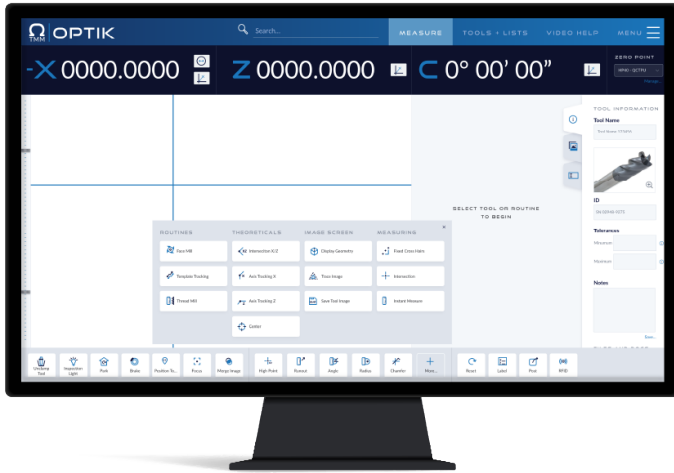 Ω TMM OPTIK
Search...
MEASURE
TOOLS + LISTS
VIDEO HELP
MENU
-X 0000.0000
Z 0000.0000
C 0° 00' 00"
ZERO POINT
Manage...
TOOL INFORMATION
Tool Name
ID
Tolerances
Minimum
Maximum
Notes
Save...
SELECT TOOL OR ROUTINE
TO BEGIN
ROUTINES
THEORETICALS
IMAGE SCREEN
MEASURING
×
Face Mill
Intersection X/Z
Display Geometry
Fixed Cross Hairs
Template Tracking
Axis Tracking X
Trace Image
Intersection
Thread Mill
Axis Tracking Z
Save Tool Image
Instant Measure
Center
Unclamp
Tool
Inspection
Light
Park
Brake
Position To...
Focus
Merge Image
High Point
Runout
Angle
Radius
Chamfer
More...
Reset
Label
Post
RFID